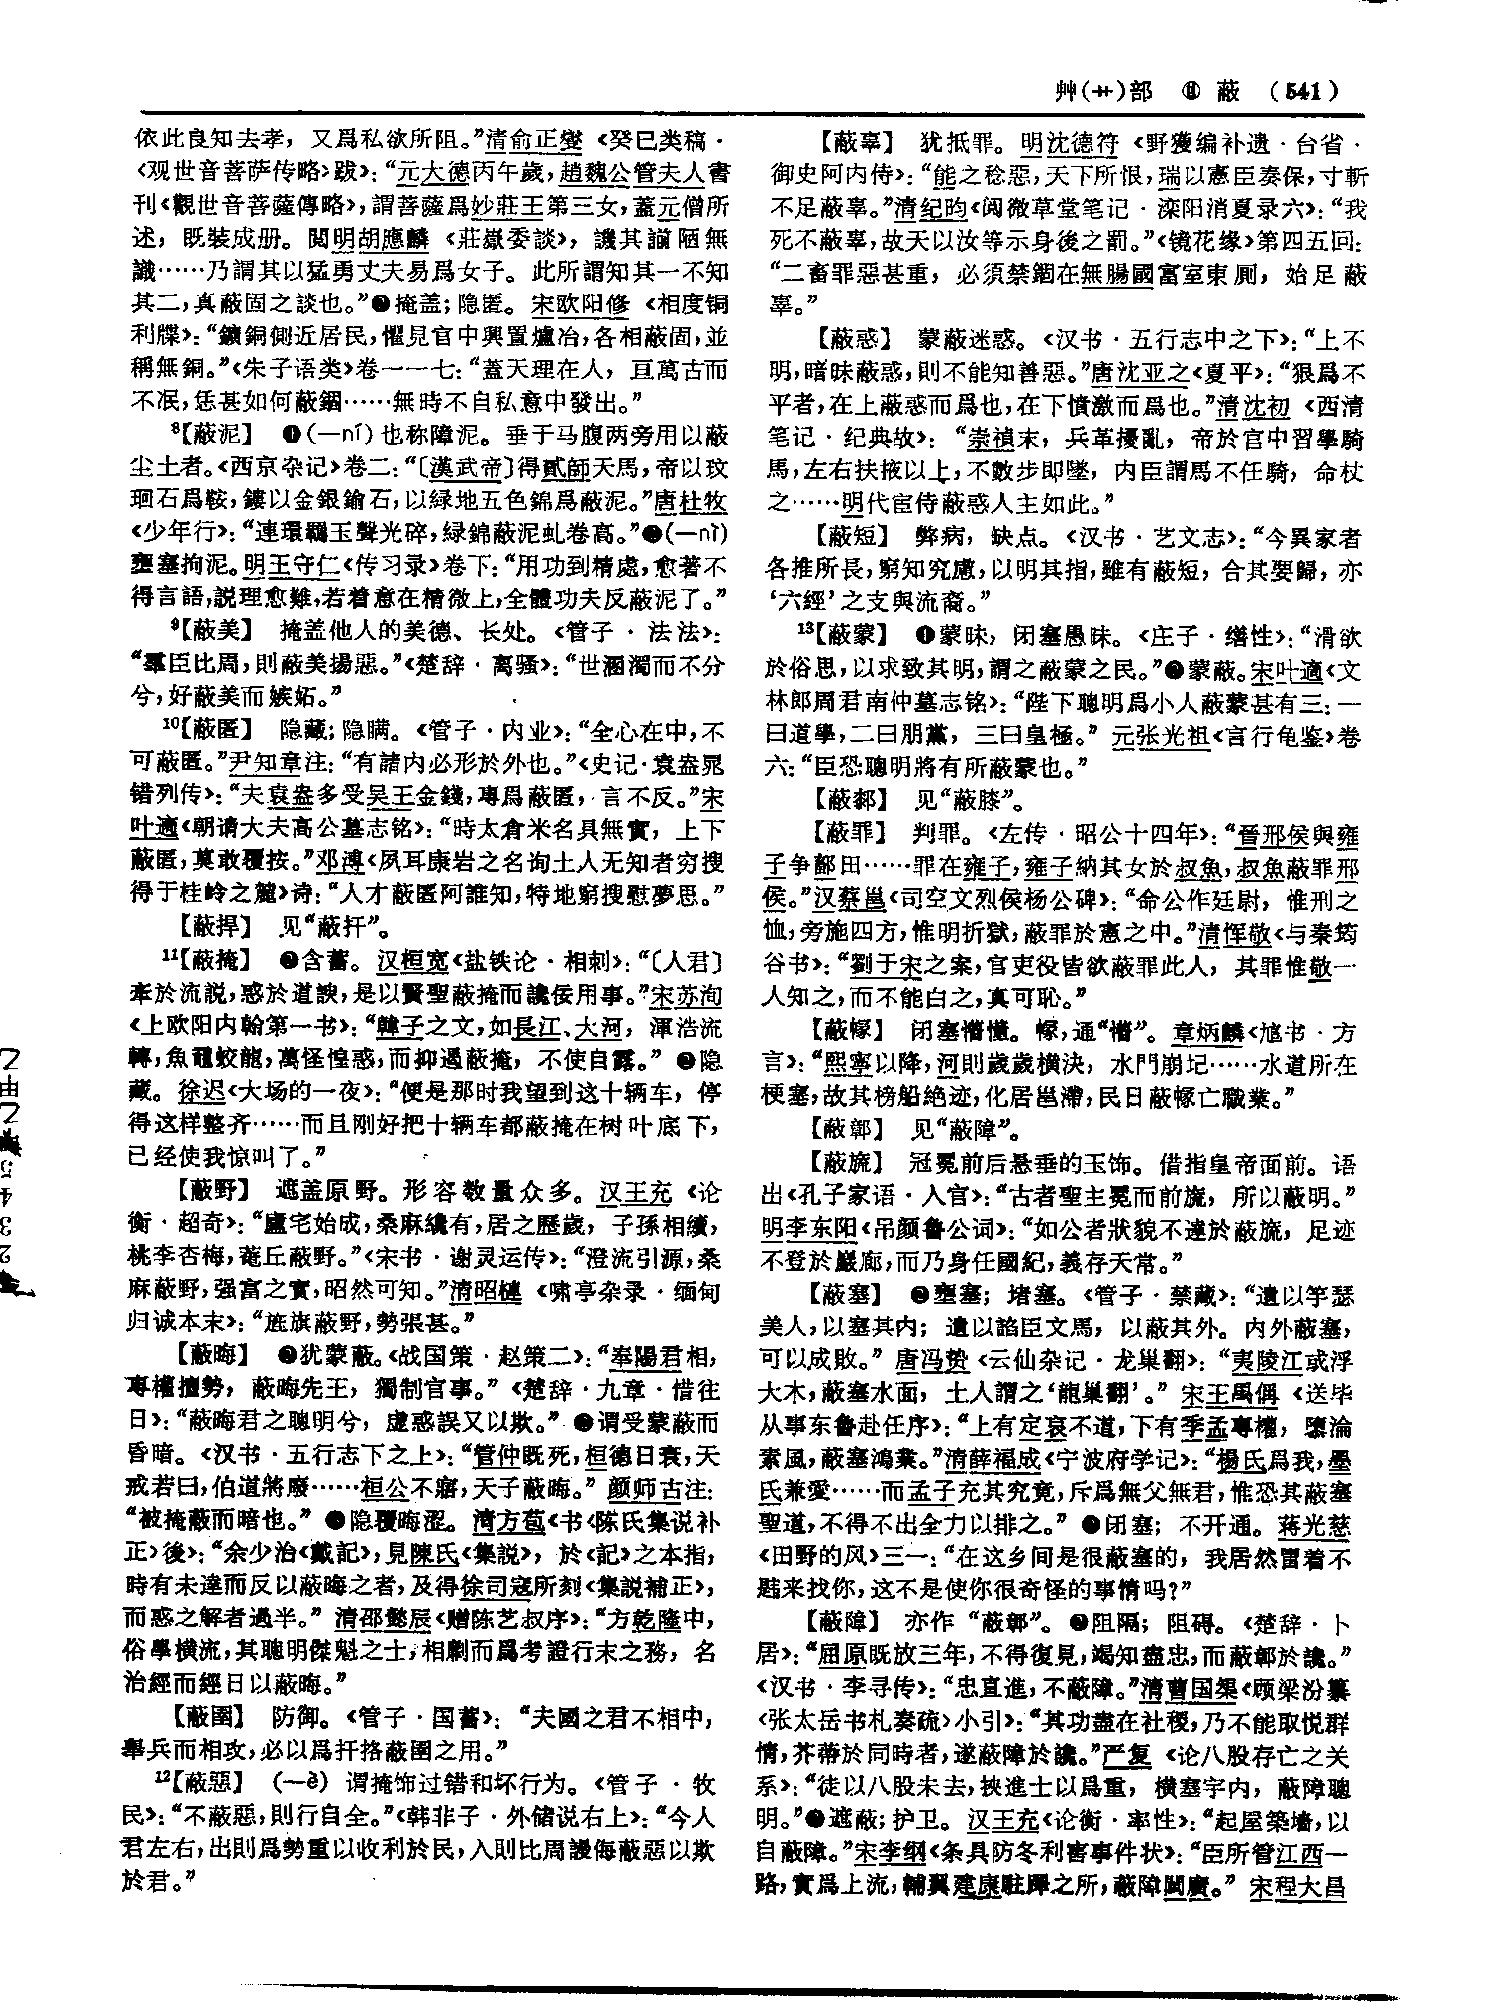 艸(艹)部 ⑫ 蔽 (541)
依此良知去孝，又爲私欲所阻。”清俞正燮《癸巳类稿·
〈观世音菩萨传略〉跋》：“元大德丙午歲，趙魏公管夫人書
刊《觀世音菩薩傳略》，謂菩薩爲妙莊王第三女，蓋元僧所
述，既裝成册。閲明胡應麟《莊嶽委談》，譏其譾陋無
識……乃謂其以猛勇丈夫易爲女子。此所謂知其一不知
其二，真蔽固之談也。”❷掩盖；隐匿。宋欧阳修《相度铜
利牒》：“鑛銅側近居民，懼見官中興置爐冶，各相蔽固，並
稱無銅。”《朱子语类》卷一一七：“蓋天理在人，亘萬古而
不泯，恁甚如何蔽錮……無時不自私意中發出。”
8【蔽泥】 ❶(—ní)也称障泥。垂于马腹两旁用以蔽
尘土者。《西京杂记》卷二：“〔漢武帝〕得貳師天馬，帝以玫
瑰石爲鞍，鏤以金銀鍮石，以緑地五色錦爲蔽泥。”唐杜牧
《少年行》：“連環羈玉聲光碎，緑錦蔽泥虬卷高。”❷(—nì)
壅塞拘泥。明王守仁《传习录》卷下：“用功到精處，愈著不
得言語，説理愈難，若着意在精微上，全體功夫反蔽泥了。”
9【蔽美】 掩盖他人的美德、长处。《管子·法法》：
“羣臣比周，則蔽美揚惡。”《楚辞·离骚》：“世溷濁而不分
兮，好蔽美而嫉妬。”
10【蔽匿】 隐藏；隐瞒。《管子·内业》：“全心在中，不
可蔽匿。”尹知章注：“有諸内必形於外也。”《史记·袁盎晁
错列传》：“夫袁盎多受吴王金錢，專爲蔽匿，言不反。”宋
叶適《朝请大夫高公墓志铭》：“時太倉米名具無實，上下
蔽匿，莫敢覆按。”邓溥《夙耳康岩之名询土人无知者穷搜
得于桂岭之麓》诗：“人才蔽匿阿誰知，特地窮搜慰夢思。”
【蔽捍】 见“蔽扞”。
11【蔽掩】 ❶含蓄。汉桓宽《盐铁论·相刺》：“〔人君〕
牽於流説，惑於道諛，是以賢聖蔽掩而讒佞用事。”宋苏洵
《上欧阳内翰第一书》：“韓子之文，如長江、大河，渾浩流
轉，魚黿蛟龍，萬怪惶惑，而抑遏蔽掩，不使自露。”❷隐
藏。徐迟《大场的一夜》：“便是那时我望到这十辆车，停
得这样整齐……而且刚好把十辆车都蔽掩在树叶底下，
已经使我惊叫了。”
【蔽野】 遮盖原野。形容数量众多。汉王充《论
衡·超奇》：“廬宅始成，桑麻纔有，居之歷歲，子孫相續，
桃李杏梅，菴丘蔽野。”《宋书·谢灵运传》：“澄流引源，桑
麻蔽野，强富之實，昭然可知。”清昭槤《啸亭杂录·缅甸
归诚本末》：“旌旗蔽野，勢張甚。”
【蔽晦】 ❶犹蒙蔽。《战国策·赵策二》：“奉陽君相，
專權擅勢，蔽晦先王，獨制官事。”《楚辞·九章·惜往
日》：“蔽晦君之聰明兮，虚惑誤又以欺。”❷谓受蒙蔽而
昏暗。《汉书·五行志下之上》：“管仲既死，桓德日衰，天
戒若曰，伯道將廢……桓公不寤，天子蔽晦。”颜师古注：
“被掩蔽而暗也。”❸隐覆晦涩。清方苞《书〈陈氏集说补
正〉後》：“余少治《戴記》，見陳氏《集説》，於《記》之本指，
時有未達而反以蔽晦之者，及得徐司寇所刻《集説補正》，
而惑之解者過半。”清邵懿辰《赠陈艺叔序》：“方乾隆中，
俗學横流，其聰明傑魁之士，相劘而爲考證行末之務，名
治經而經日以蔽晦。”
【蔽圉】 防御。《管子·国蓄》：“夫國之君不相中，
舉兵而相攻，必以爲扞挌蔽圉之用。”
12【蔽惡】 (—è) 谓掩饰过错和坏行为。《管子·牧
民》：“不蔽惡，則行自全。”《韩非子·外储说右上》：“今人
君左右，出則爲勢重以收利於民，入則比周謾侮蔽惡以欺
於君。”
【蔽辜】 犹抵罪。明沈德符《野獲编补遗·台省·
御史阿内侍》：“能之稔惡，天下所恨，瑞以憲臣奏保，寸斬
不足蔽辜。”清纪昀《阅微草堂笔记·滦阳消夏录六》：“我
死不蔽辜，故天以汝等示身後之罰。”《镜花缘》第四五回：
“二畜罪惡甚重，必須禁錮在無腸國富室東厠，始足蔽
辜。”
【蔽惑】 蒙蔽迷惑。《汉书·五行志中之下》：“上不
明，暗昧蔽惑，則不能知善惡。”唐沈亚之《夏平》：“狠爲不
平者，在上蔽惑而爲也，在下憤激而爲也。”清沈初《西清
笔记·纪典故》：“崇禎末，兵革擾亂，帝於宫中習學騎
馬，左右扶掖以上，不數步即墜，内臣謂馬不任騎，命杖
之……明代宦侍蔽惑人主如此。”
【蔽短】 弊病，缺点。《汉书·艺文志》：“今異家者
各推所長，窮知究慮，以明其指，雖有蔽短，合其要歸，亦
‘六經’之支與流裔。”
13【蔽蒙】 ❶蒙昧，闭塞愚昧。《庄子·缮性》：“滑欲
於俗思，以求致其明，謂之蔽蒙之民。”❷蒙蔽。宋叶適《文
林郎周君南仲墓志铭》：“陛下聰明爲小人蔽蒙甚有三：一
曰道學，二曰朋黨，三曰皇極。”元张光祖《言行龟鉴》卷
六：“臣恐聰明將有所蔽蒙也。”
【蔽䣛】 见“蔽膝”。
【蔽罪】 判罪。《左传·昭公十四年》：“晉邢侯與雍
子争鄐田……罪在雍子，雍子納其女於叔魚，叔魚蔽罪邢
侯。”汉蔡邕《司空文烈侯杨公碑》：“命公作廷尉，惟刑之
恤，旁施四方，惟明折獄，蔽罪於憲之中。”清恽敬《与秦筠
谷书》：“劉于宋之案，官吏役皆欲蔽罪此人，其罪惟敬一
人知之，而不能白之，真可恥。”
【蔽幏】 闭塞懵懂。幏，通“懵”。章炳麟《訄书·方
言》：“熙寧以降，河則歲歲横決，水門崩圮……水道所在
梗塞，故其榜船绝迹，化居邕滯，民日蔽幏亡職業。”
【蔽鄣】 见“蔽障”。
【蔽旒】 冠冕前后悬垂的玉饰。借指皇帝面前。语
出《孔子家语·入官》：“古者聖主冕而前旒，所以蔽明。”
明李东阳《吊颜鲁公词》：“如公者狀貌不達於蔽旒，足迹
不登於巖廊，而乃身任國紀，義存天常。”
【蔽塞】 ❶壅塞；堵塞。《管子·禁藏》：“遺以竽瑟
美人，以塞其内；遺以諂臣文馬，以蔽其外。内外蔽塞，
可以成敗。”唐冯贽《云仙杂记·龙巢翻》：“夷陵江或浮
大木，蔽塞水面，土人謂之‘龍巢翻’。”宋王禹偁《送毕
从事东鲁赴任序》：“上有定哀不道，下有季孟專權，墮淪
素風，蔽塞鴻業。”清薛福成《宁波府学记》：“楊氏爲我，墨
氏兼愛……而孟子充其究竟，斥爲無父無君，惟恐其蔽塞
聖道，不得不出全力以排之。”❷闭塞；不开通。蒋光慈
《田野的风》三一：“在这乡间是很蔽塞的，我居然冒着不
韪来找你，这不是使你很奇怪的事情吗？”
【蔽障】 亦作“蔽鄣”。❶阻隔；阻碍。《楚辞·卜
居》：“屈原既放三年，不得復見，竭知盡忠，而蔽鄣於讒。”
《汉书·李寻传》：“忠直進，不蔽障。”清曹国榘《顾梁汾纂
〈张太岳书札奏疏〉小引》：“其功盡在社稷，乃不能取悦群
情，芥蒂於同時者，遂蔽障於讒。”严复《论八股存亡之关
系》：“徒以八股未去，挾進士以爲重，横塞宇内，蔽障聰
明。”❷遮蔽；护卫。汉王充《论衡·率性》：“起屋築墻，以
自蔽障。”宋李纲《条具防冬利害事件状》：“臣所管江西一
路，實爲上流，輔翼建康駐蹕之所，蔽障閩廣。”宋程大昌